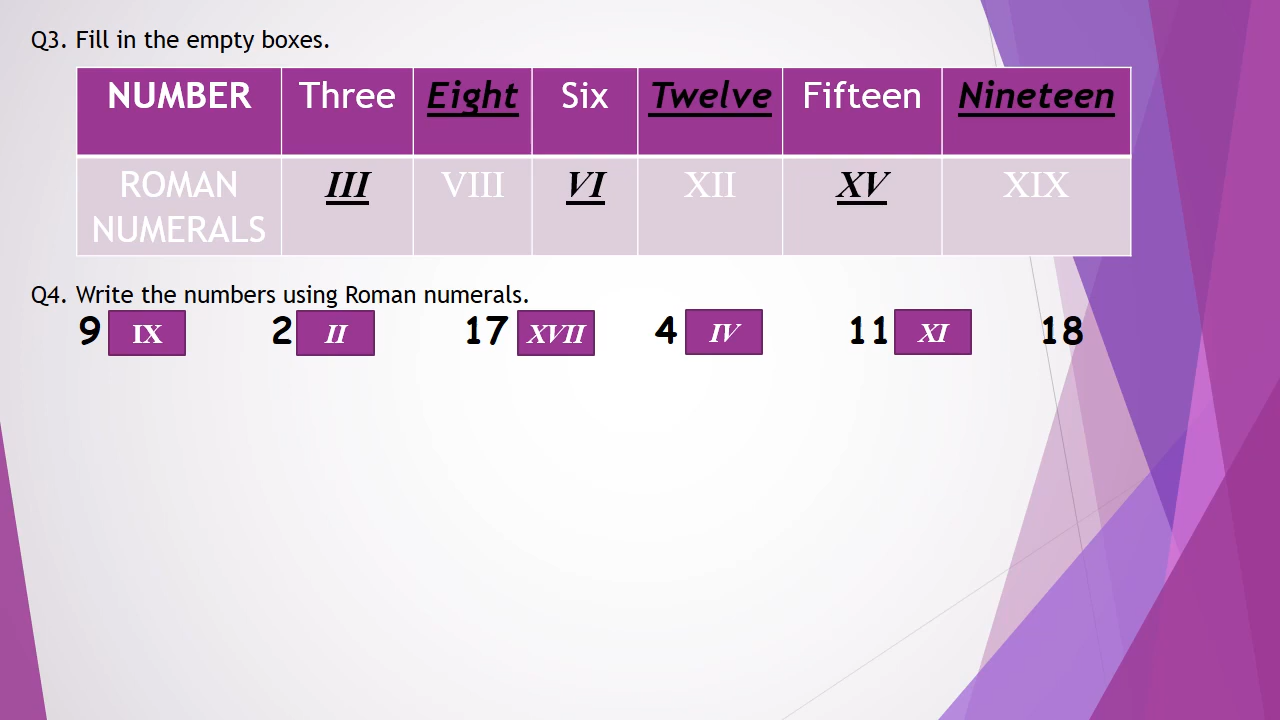 Q3. Fill in the empty boxes.
NUMBER Three Eight Six Twelve Fifteen Nineteen
ROMAN NUMERALS III VIII VI XII XV XIX
Q4. Write the numbers using Roman numerals.
9 IX 2 II 17 XVII 4 IV 11 XI 18